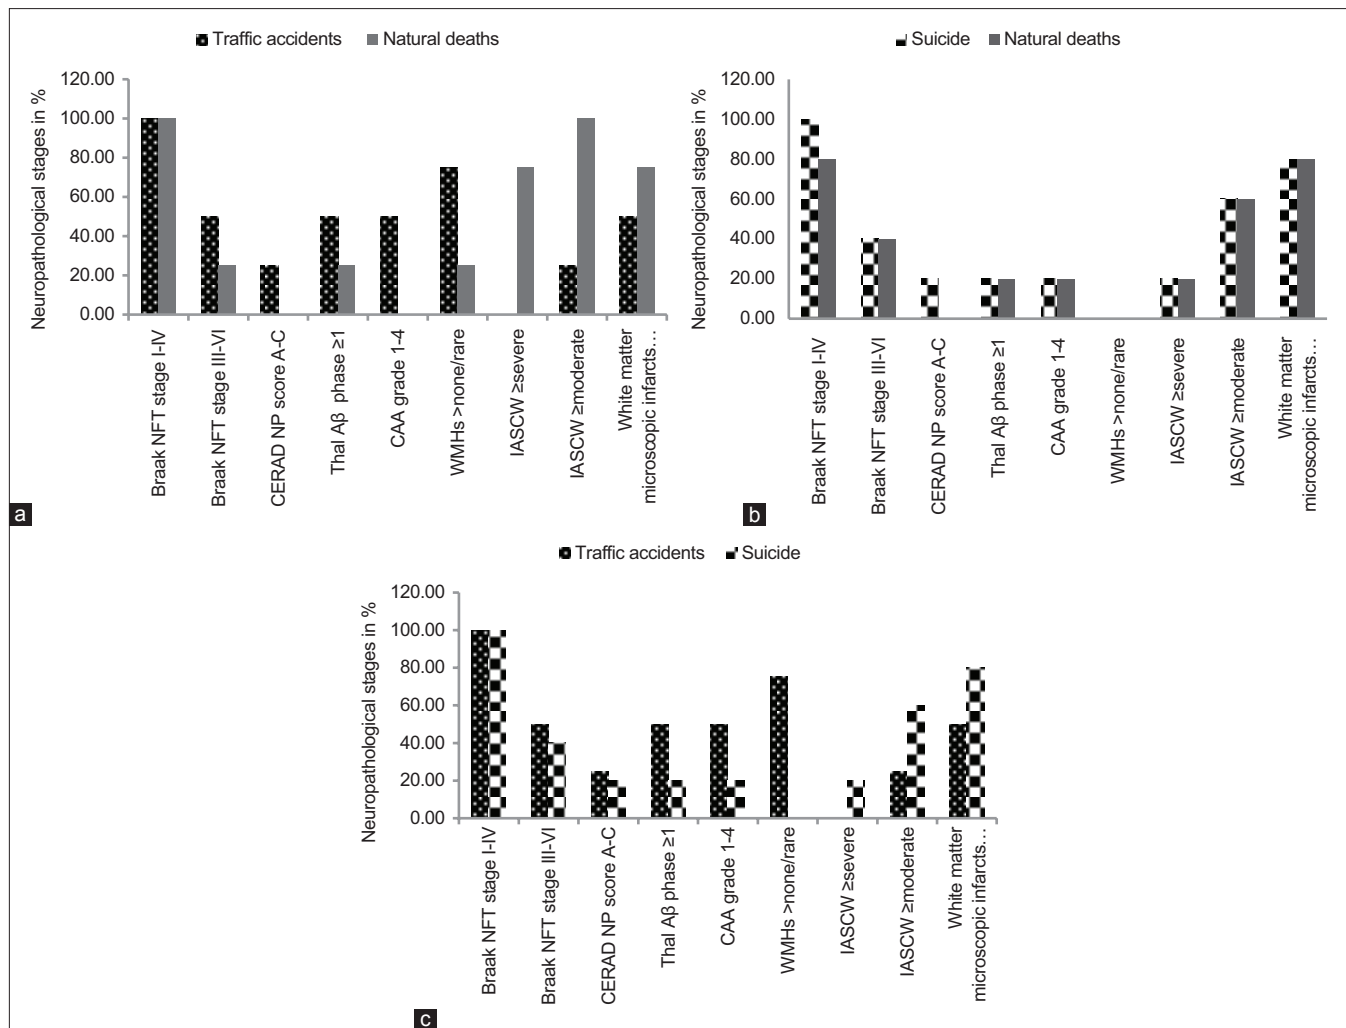 Traffic accidents Natural deaths
Neuropathological stages in %
120.00
100.00
80.00
60.00
40.00
20.00
0.00
Braak NFT stage I-IV
Braak NFT stage III-VI
CERAD NP score A-C
Thal Aβ phase ≥1
CAA grade 1-4
WMHs >none/rare
IASCW ≥severe
IASCW ≥moderate
White matter
microscopic infarcts…
a
Suicide Natural deaths
Neuropathological stages in %
120.00
100.00
80.00
60.00
40.00
20.00
0.00
Braak NFT stage I-IV
Braak NFT stage III-VI
CERAD NP score A-C
Thal Aβ phase ≥1
CAA grade 1-4
WMHs >none/rare
IASCW ≥severe
IASCW ≥moderate
White matter
microscopic infarcts…
b
Traffic accidents Suicide
Neuropathological stages in %
120.00
100.00
80.00
60.00
40.00
20.00
0.00
Braak NFT stage I-IV
Braak NFT stage III-VI
CERAD NP score A-C
Thal Aβ phase ≥1
CAA grade 1-4
WMHs >none/rare
IASCW ≥severe
IASCW ≥moderate
White matter
microscopic infarcts…
c